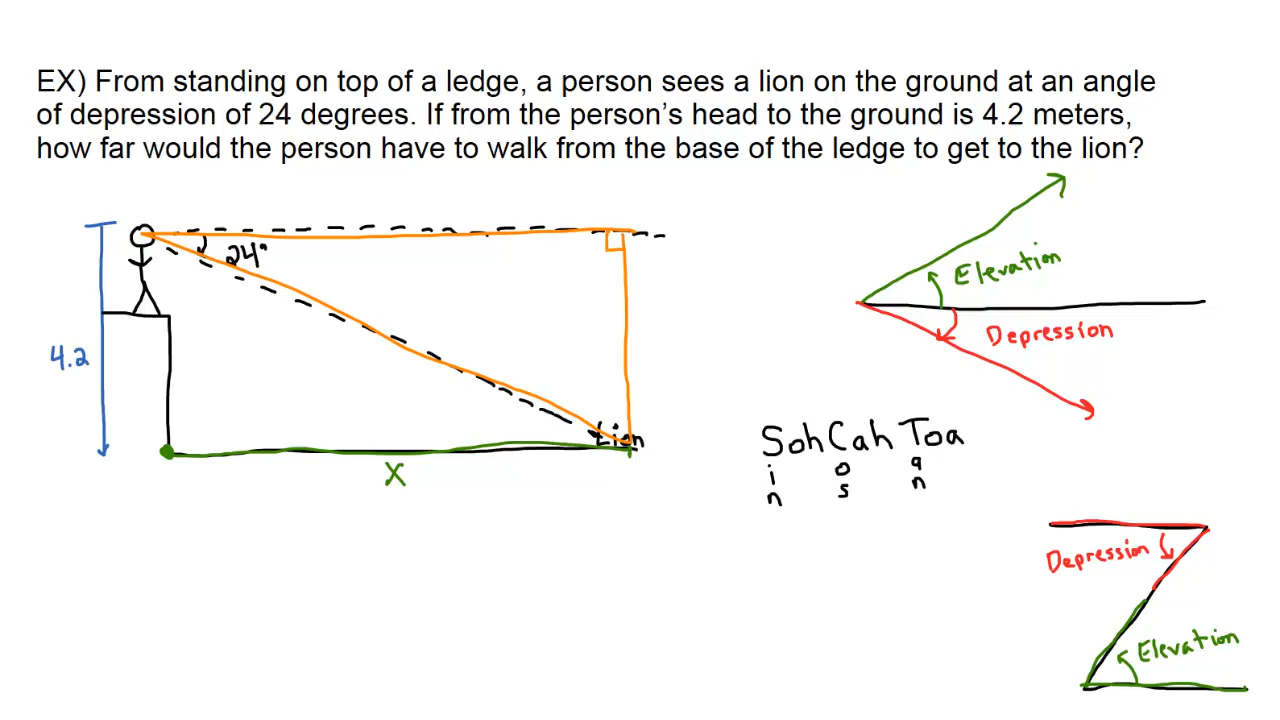 EX) From standing on top of a ledge, a person sees a lion on the ground at an angle
of depression of 24 degrees. If from the person’s head to the ground is 4.2 meters,
how far would the person have to walk from the base of the ledge to get to the lion?
24°
Elevation
Depression
4.2
Lion
X
Soh Cah Toa
i o a
n s n
Depression
Elevation